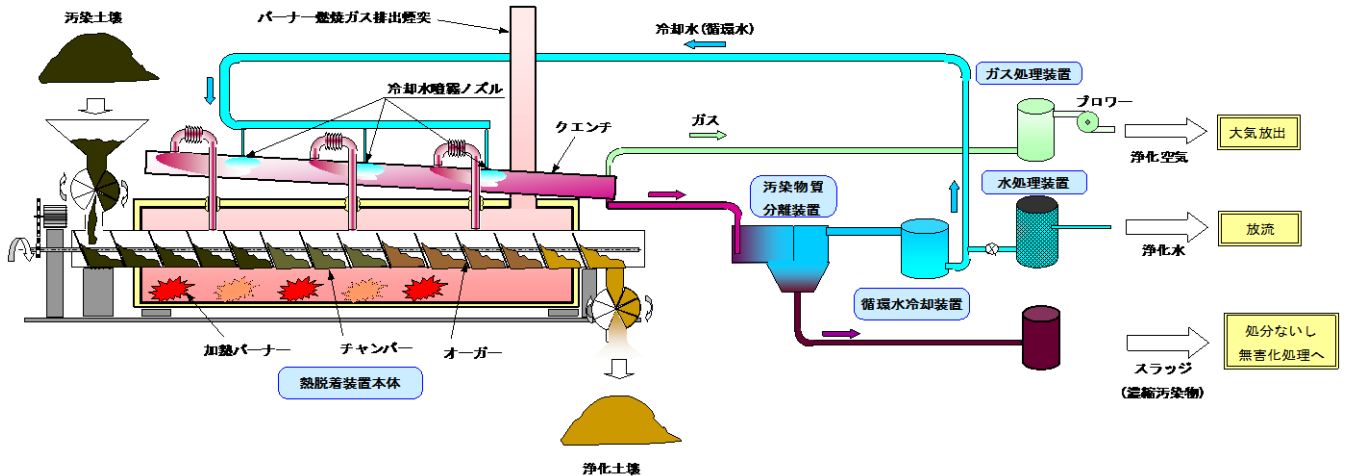 汚染土壌
バーナー燃焼ガス排出煙突
冷却水(循環水)
ガス処理装置
冷却水噴霧ノズル
クエンチ
ガス
ブロワー
浄化空気
大気放出
汚染物質
分離装置
水処理装置
浄化水
放流
循環水冷却装置
加熱バーナー
チャンバー
オーガー
熱脱着装置本体
スラッジ
(濃縮汚染物)
処分ないし
無害化処理へ
浄化土壌